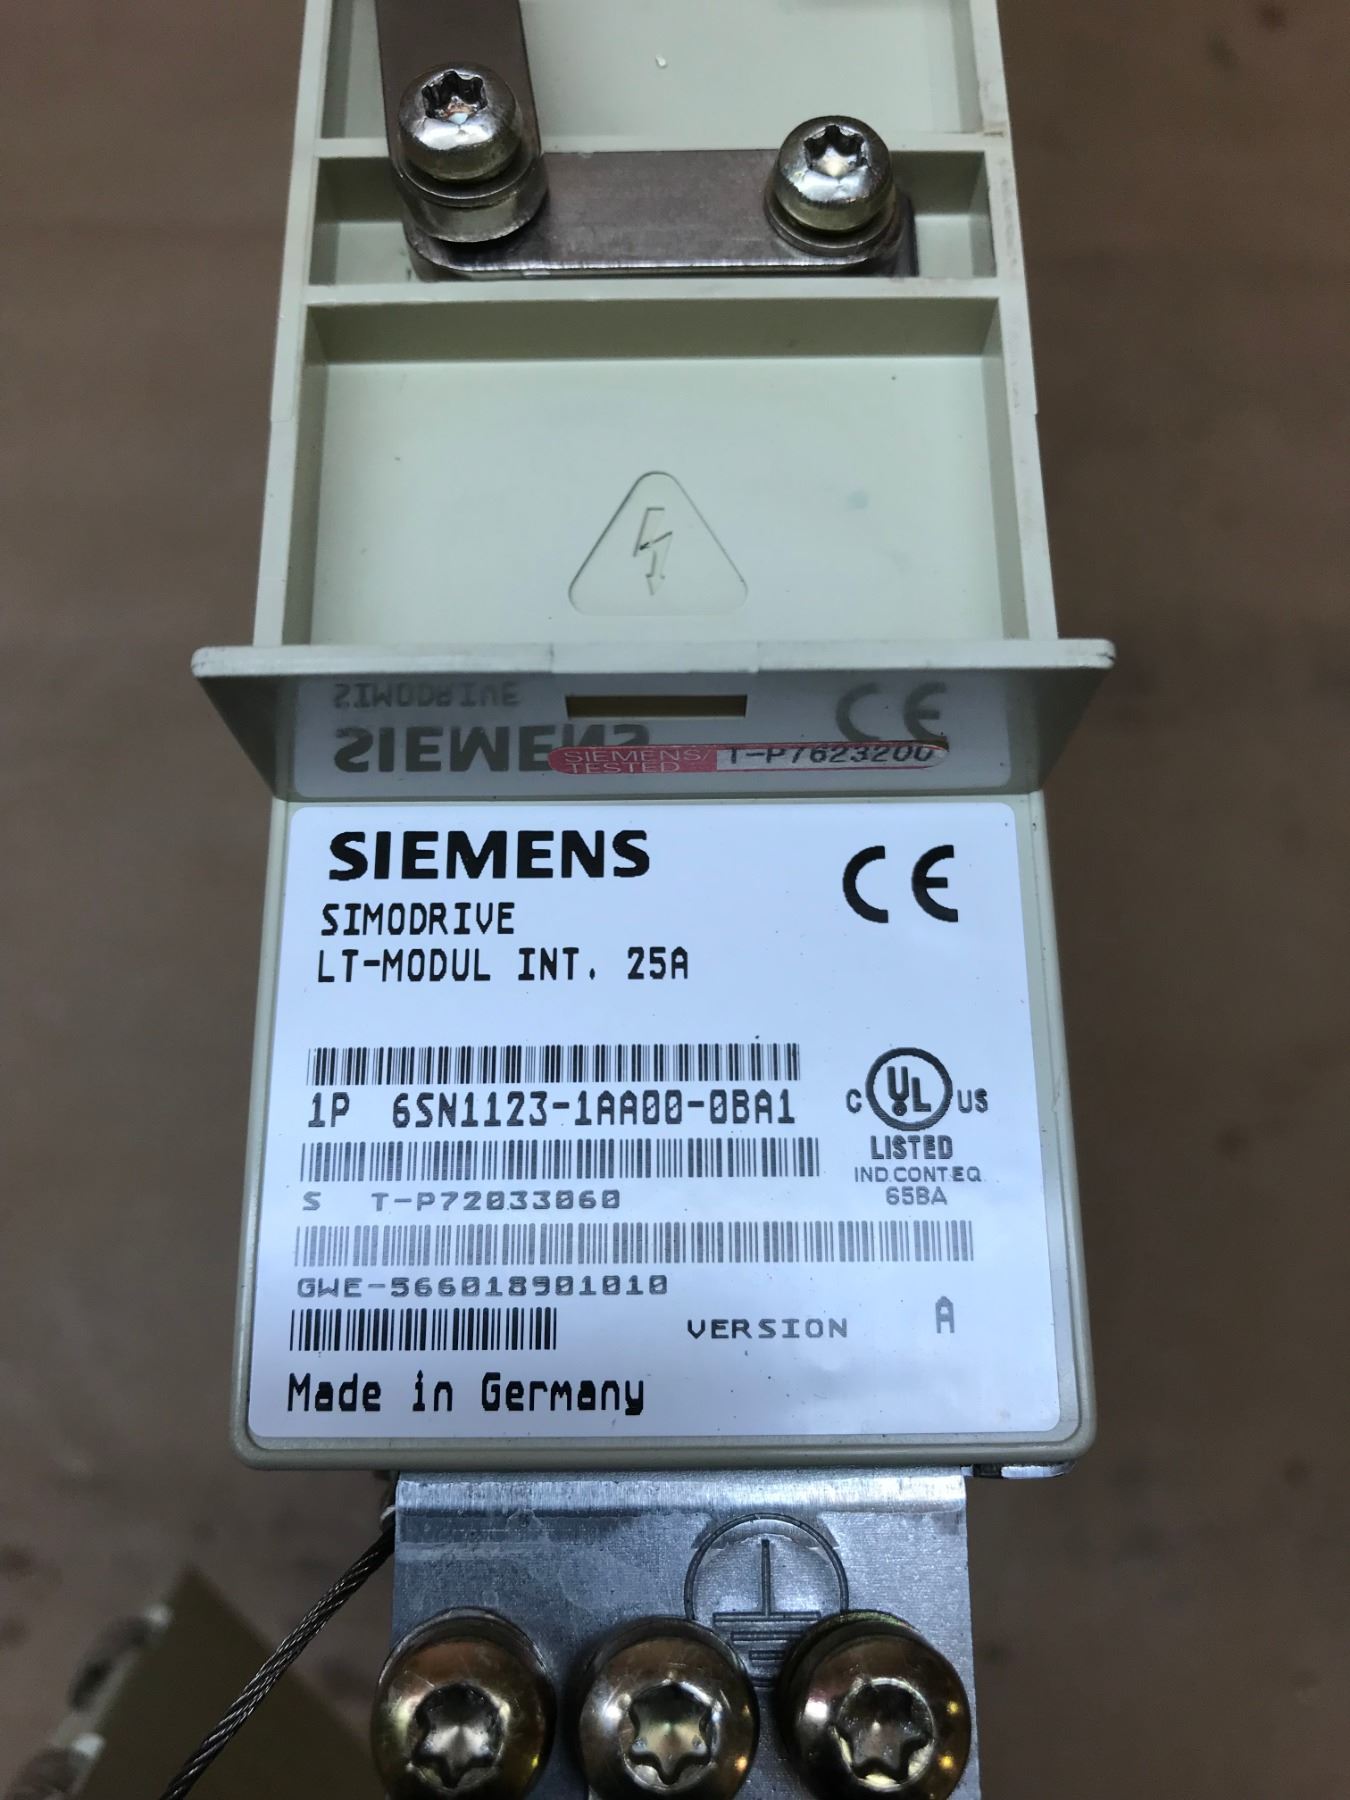 SIMODRIVE
SIEMENS
CE
SIEMENS/
TESTED
T-P7623200
SIEMENS
CE
SIMODRIVE
LT-MODUL INT. 25A
1P 6SN1123-1AA00-0BA1
C UL US
LISTED
IND.CONT.EQ.
65BA
S T-P72033060
GWE-566018901010
VERSION A
Made in Germany